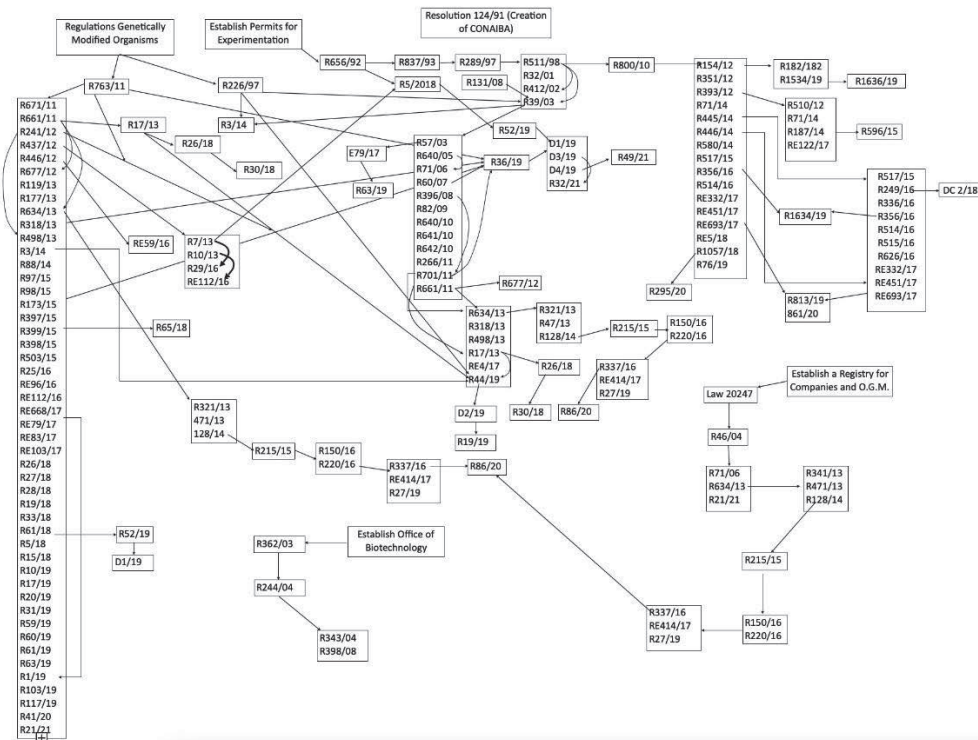 Resolution 124/91 (Creation
of CONAIBA)
Regulations Genetically
Modified Organisms
Establish Permits for
Experimentation
R656/92
R837/93
R289/97
R511/98
R32/01
R412/02
R39/03
R800/10
R131/08
R763/11
R226/97
R5/2018
R3/14
R17/13
R26/18
R30/18
R52/19
E79/17
R63/19
R36/19
D1/19
D3/19
D4/19
R32/21
R49/21
R154/12
R351/12
R393/12
R71/14
R445/14
R446/14
R580/14
R517/15
R356/16
R514/16
RE332/17
RE451/17
RE693/17
RE5/18
R1057/18
R76/19
R182/182
R1534/19
R1636/19
R510/12
R71/14
R187/14
RE122/17
R596/15
R517/15
R249/16
R336/16
R356/16
R514/16
R515/16
R626/16
RE332/17
RE451/17
RE693/17
DC 2/18
R1634/19
R295/20
R813/19
861/20
R671/11
R661/11
R241/12
R437/12
R446/12
R677/12
R119/13
R177/13
R634/13
R318/13
R498/13
R3/14
R88/14
R97/15
R98/15
R173/15
R397/15
R399/15
R398/15
R503/15
R25/16
RE96/16
RE112/16
RE668/17
RE79/17
RE83/17
RE103/17
R26/18
R27/18
R28/18
R19/18
R33/18
R61/18
R5/18
R15/18
R10/19
R17/19
R20/19
R31/19
R59/19
R60/19
R61/19
R63/19
R1/19
R103/19
R117/19
R41/20
R21/21
RE59/16
R7/13
R10/13
R29/16
RE112/16
R65/18
R57/03
R640/05
R71/06
R60/07
R396/08
R82/09
R640/10
R641/10
R642/10
R266/11
R701/11
R661/11
R677/12
R634/13
R318/13
R498/13
R17/13
RE4/17
R44/19
R321/13
R47/13
R128/14
R215/15
R150/16
R220/16
R26/18
R30/18
R337/16
RE414/17
R27/19
R86/20
D2/19
R19/19
R321/13
471/13
128/14
R215/15
R150/16
R220/16
R337/16
RE414/17
R27/19
R86/20
Establish a Registry for
Companies and O.G.M.
Law 20247
R46/04
R71/06
R634/13
R21/21
R341/13
R471/13
R128/14
R215/15
R150/16
R220/16
R337/16
RE414/17
R27/19
R52/19
D1/19
Establish Office of
Biotechnology
R362/03
R244/04
R343/04
R398/08